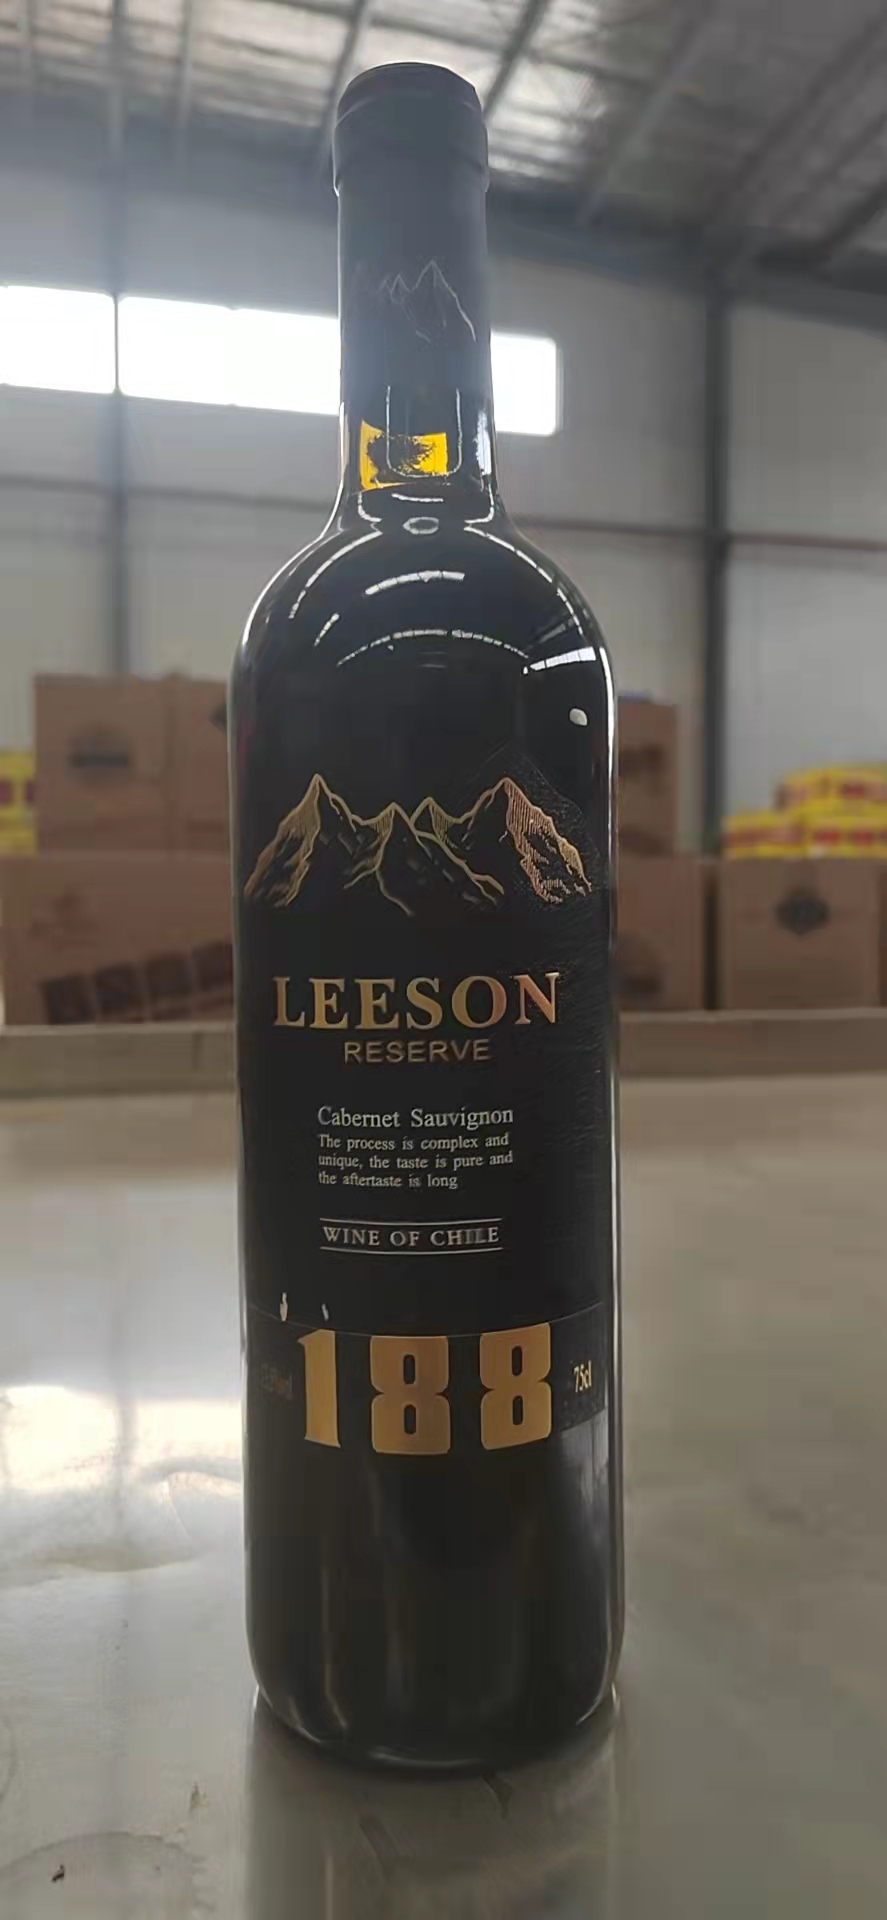 LEESON
RESERVE
Cabernet Sauvignon
The process is complex and
unique, the taste is pure and
the aftertaste is long
WINE OF CHILE
188
75cl